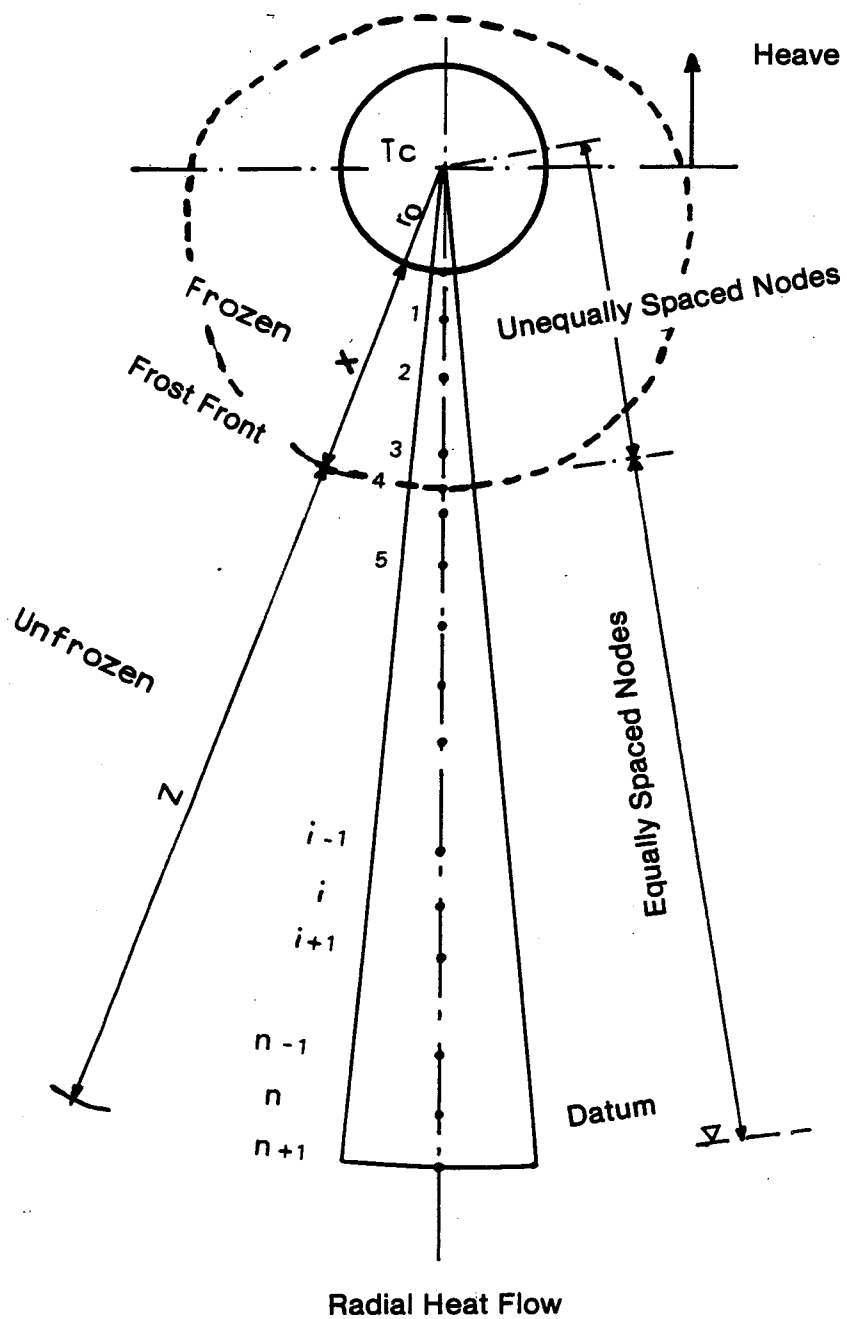 Heave
Tc
ro
Frozen
Unequally Spaced Nodes
1
X
2
Frost Front
3
4
5
Unfrozen
Equally Spaced Nodes
Z
i-1
i
i+1
n-1
n
Datum
n+1
Radial Heat Flow